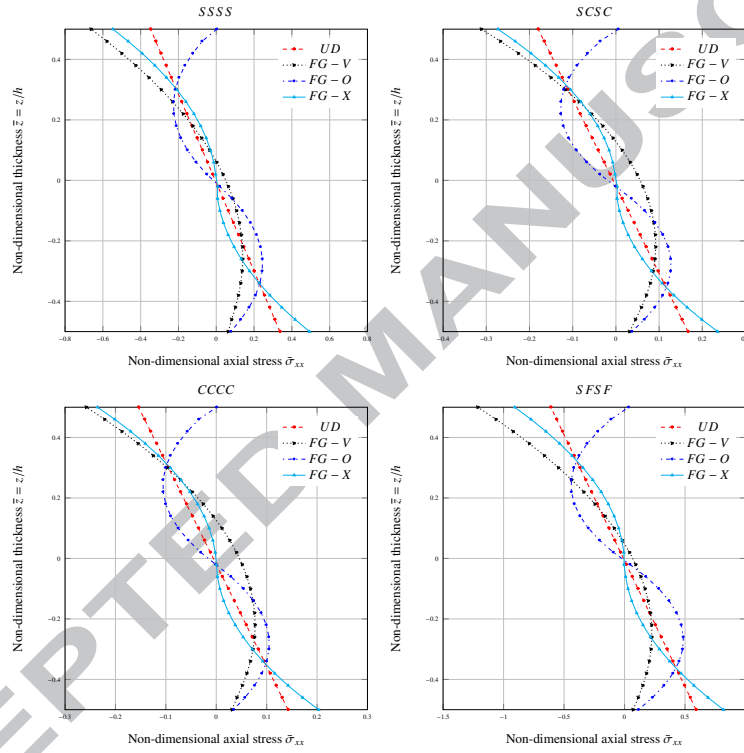 SSSS
Non-dimensional thickness z̅ = z/h
0.4
0.2
0
−0.2
−0.4
UD
FG − V
FG − O
FG − X
−0.8 −0.6 −0.4 −0.2 0 0.2 0.4 0.6 0.8
Non-dimensional axial stress σ̄xx
SCSC
Non-dimensional thickness z̅ = z/h
0.4
0.2
0
−0.2
−0.4
UD
FG − V
FG − O
FG − X
−0.4 −0.3 −0.2 −0.1 0 0.1 0.2 0.3
Non-dimensional axial stress σ̄xx
CCCC
Non-dimensional thickness z̅ = z/h
0.4
0.2
0
−0.2
−0.4
UD
FG − V
FG − O
FG − X
−0.3 −0.2 −0.1 0 0.1 0.2 0.3
Non-dimensional axial stress σ̄xx
SFSF
Non-dimensional thickness z̅ = z/h
0.4
0.2
0
−0.2
−0.4
UD
FG − V
FG − O
FG − X
−1.5 −1 −0.5 0 0.5
Non-dimensional axial stress σ̄xx
EPTED MANUSC